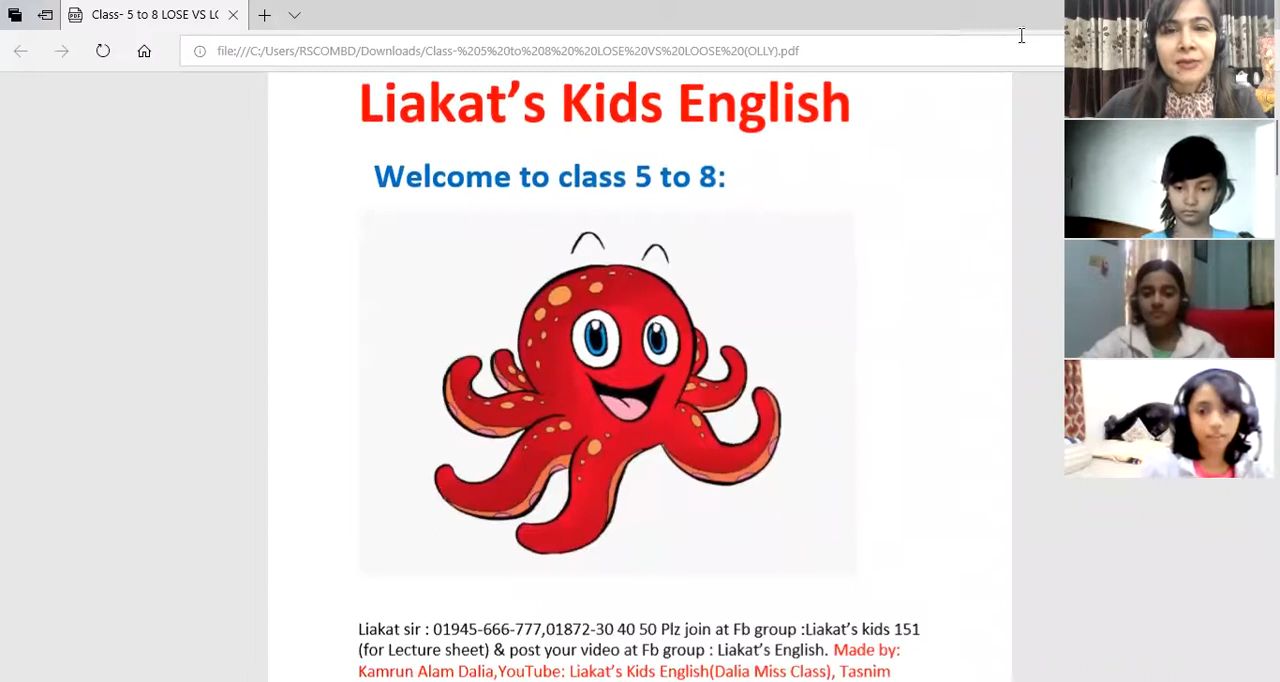 Class- 5 to 8 LOSE VS LO
file:///C:/Users/RSCOMBD/Downloads/Class-%205%20to%208%20%20LOSE%20VS%20LOOSE%20(OLLY).pdf
Liakat’s Kids English
Welcome to class 5 to 8:
Liakat sir : 01945-666-777,01872-30 40 50 Plz join at Fb group :Liakat’s kids 151
(for Lecture sheet) & post your video at Fb group : Liakat’s English. Made by:
Kamrun Alam Dalia,YouTube: Liakat’s Kids English(Dalia Miss Class), Tasnim